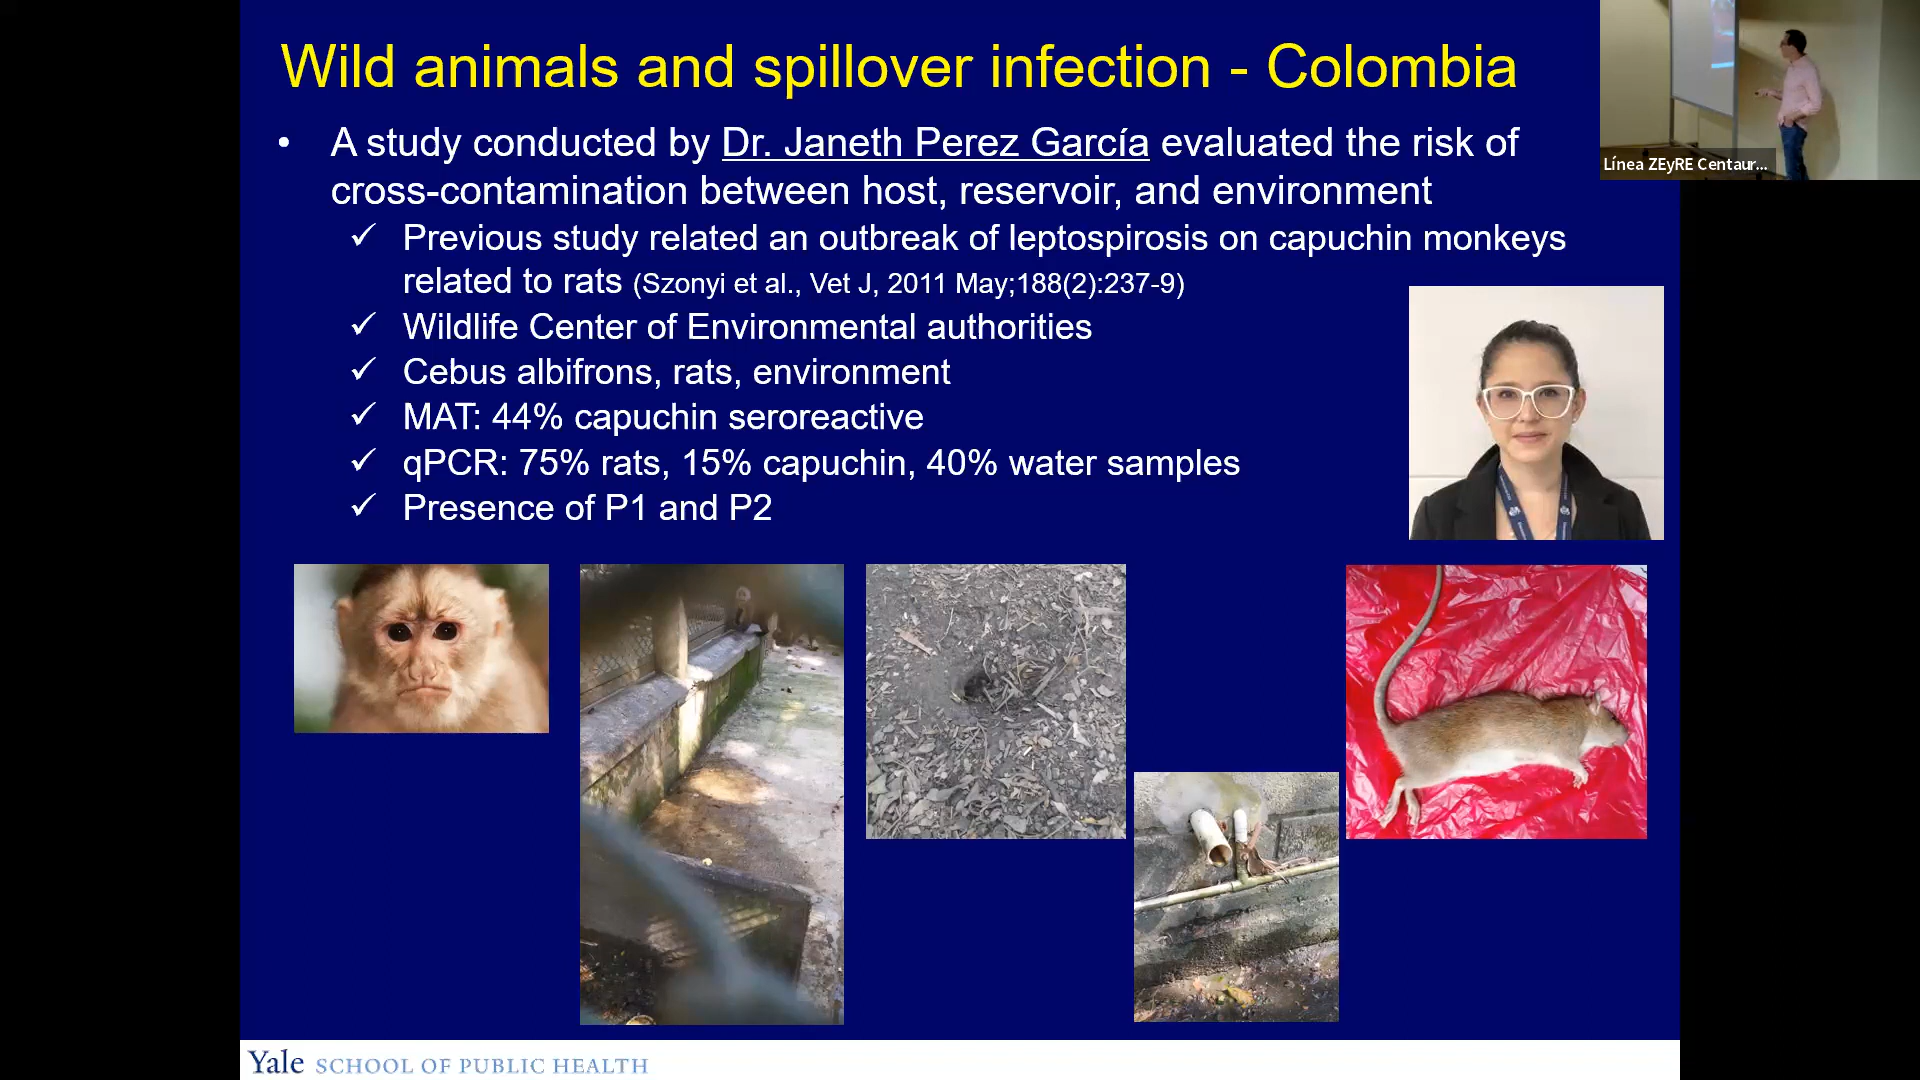 Wild animals and spillover infection - Colombia
• A study conducted by Dr. Janeth Perez García evaluated the risk of
cross-contamination between host, reservoir, and environment
✓ Previous study related an outbreak of leptospirosis on capuchin monkeys
related to rats (Szonyi et al., Vet J, 2011 May;188(2):237-9)
✓ Wildlife Center of Environmental authorities
✓ Cebus albifrons, rats, environment
✓ MAT: 44% capuchin seroreactive
✓ qPCR: 75% rats, 15% capuchin, 40% water samples
✓ Presence of P1 and P2
Línea ZEyRE Centaur...
Yale SCHOOL OF PUBLIC HEALTH